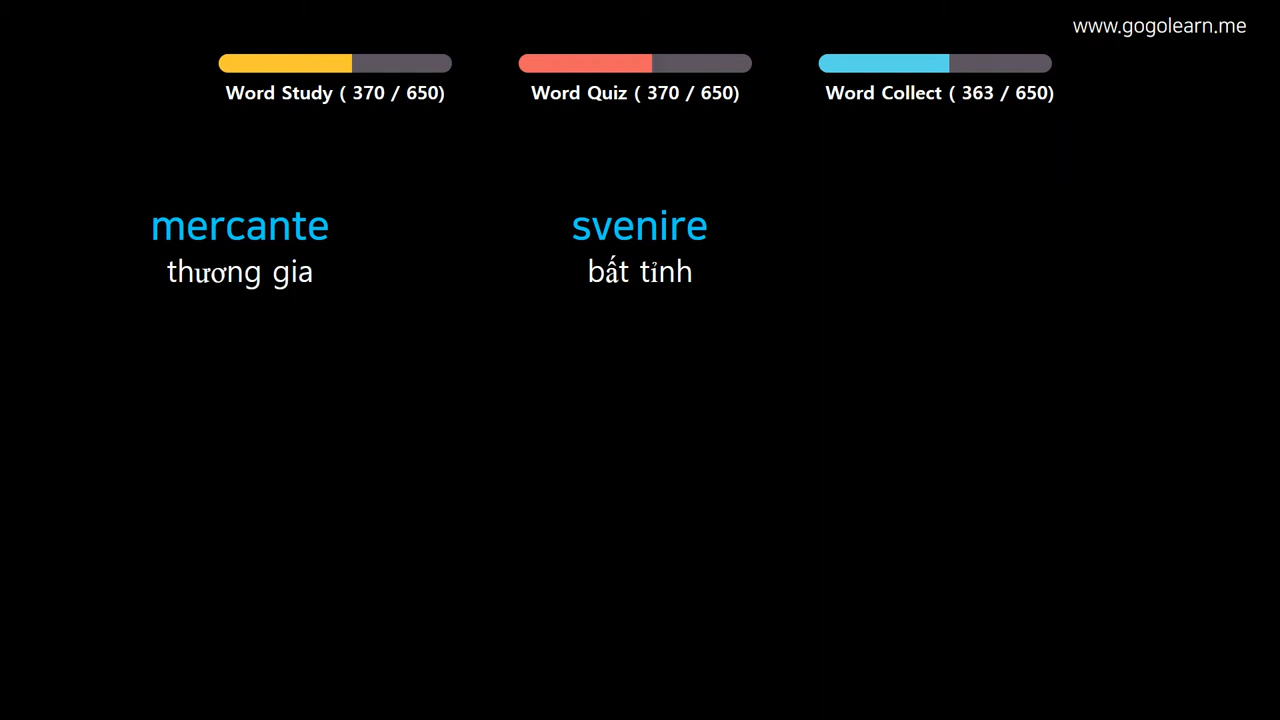 www.gogolearn.me
Word Study ( 370 / 650)
Word Quiz ( 370 / 650)
Word Collect ( 363 / 650)
mercante
thương gia
svenire
bất tỉnh